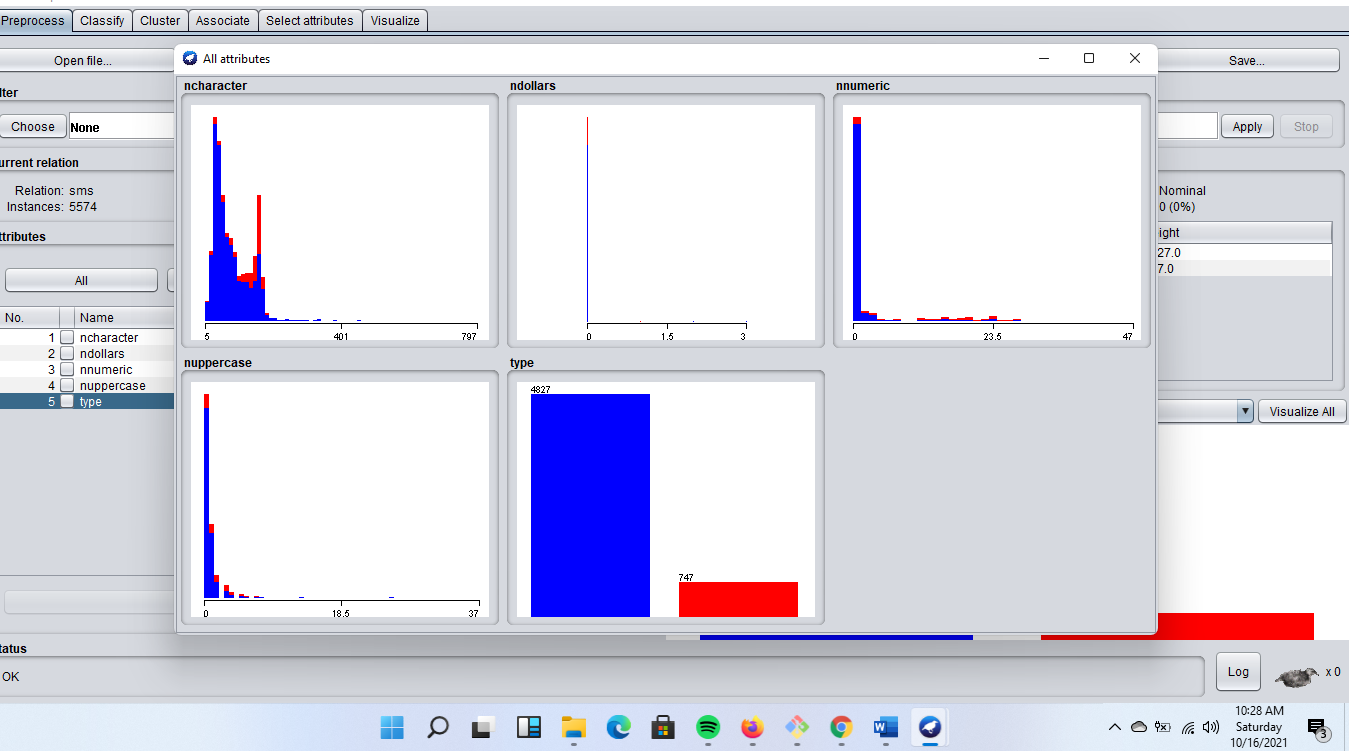 Preprocess Classify Cluster Associate Select attributes Visualize
Open file... Save...
lter
Choose None Apply Stop
urrent relation
Relation: sms
Instances: 5574
ttributes
All
No. Name
1 ncharacter
2 ndollars
3 nnumeric
4 nuppercase
5 type
All attributes
ncharacter
5 401 797
ndollars
0 1.5 3
nnumeric
0 23.5 47
nuppercase
0 18.5 37
type
4827
747
Nominal
0 (0%)
ight
27.0
7.0
Visualize All
tatus
OK
Log x 0
10:28 AM
Saturday
10/16/2021
3